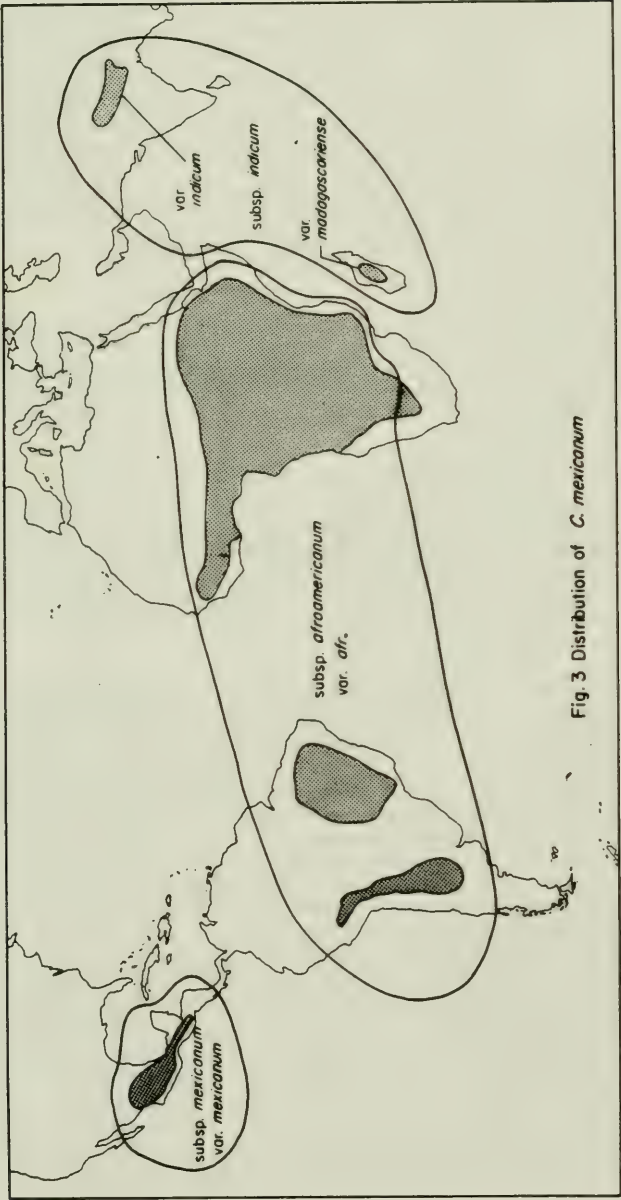 subsp. mexicanum
var. mexicanum
subsp. afroamericanum
var. afr.
var.
indicum
subsp. indicum
var.
madagascariense
Fig. 3 Distribution of C. mexicanum